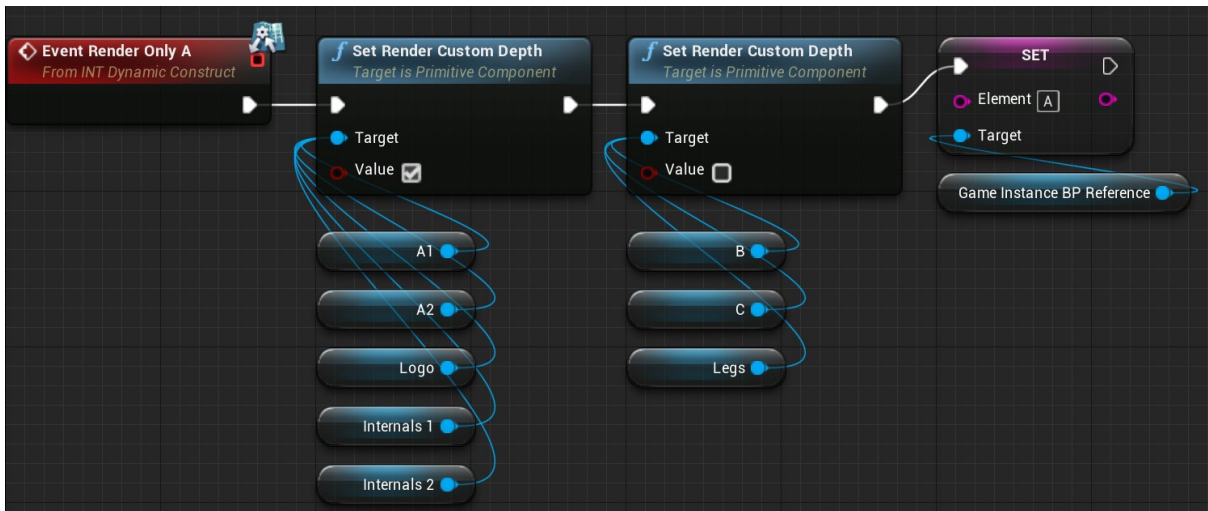 Event Render Only A
From INT Dynamic Construct
f Set Render Custom Depth
Target is Primitive Component
Target
Value
A1
A2
Logo
Internals 1
Internals 2
f Set Render Custom Depth
Target is Primitive Component
Target
Value
B
C
Legs
SET
Element A
Target
Game Instance BP Reference